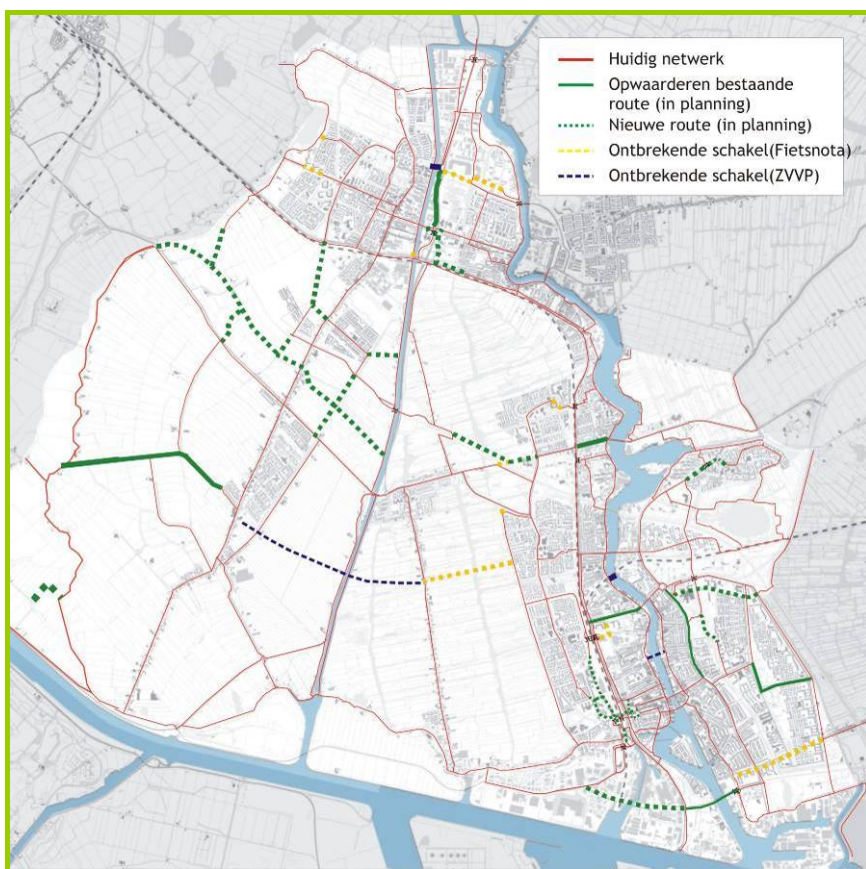 Huidig netwerk
Opwaarderen bestaande
route (in planning)
Nieuwe route (in planning)
Ontbrekende schakel(Fietsnota)
Ontbrekende schakel(ZVVP)